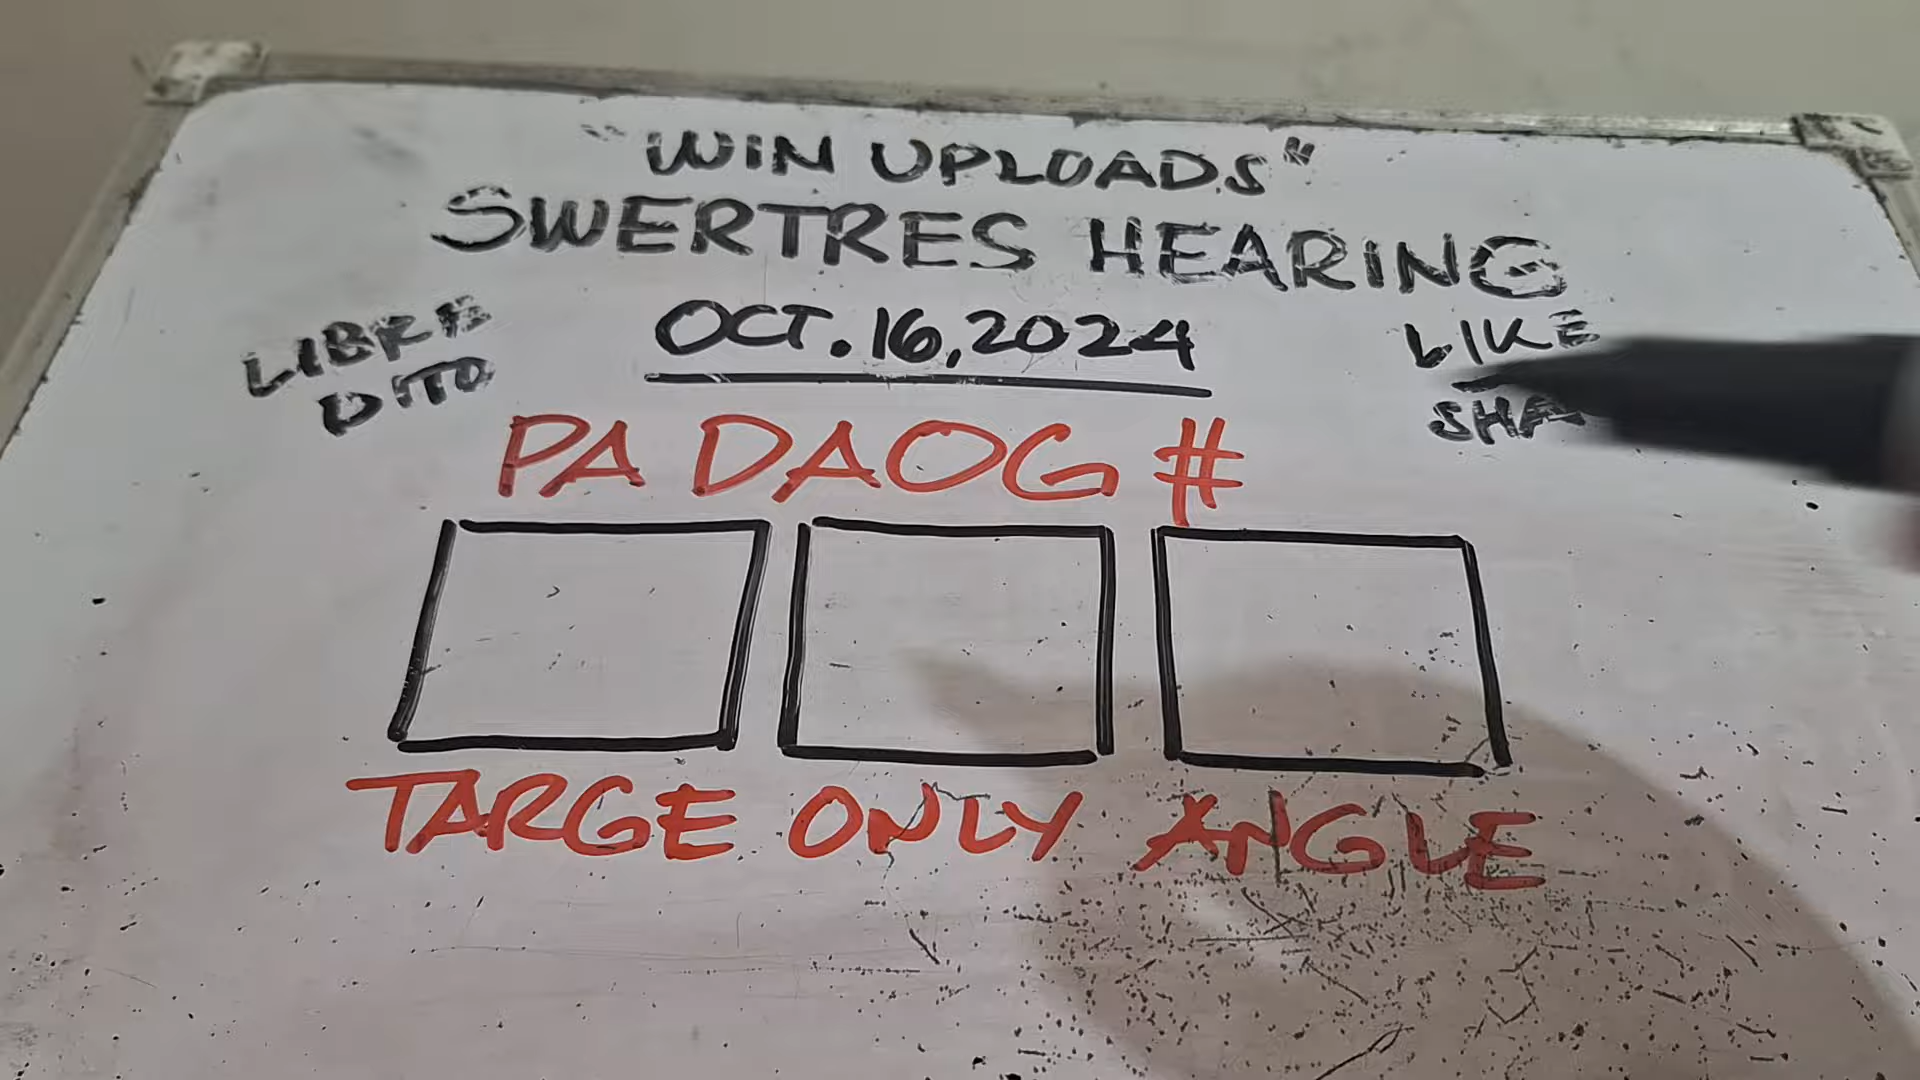 "WIN UPLOADS"
SWERTRES HEARING
OCT.16,2024
LIBRE
DITO
LIKE
PA DAOG #
TARGE ONLY ANGLE